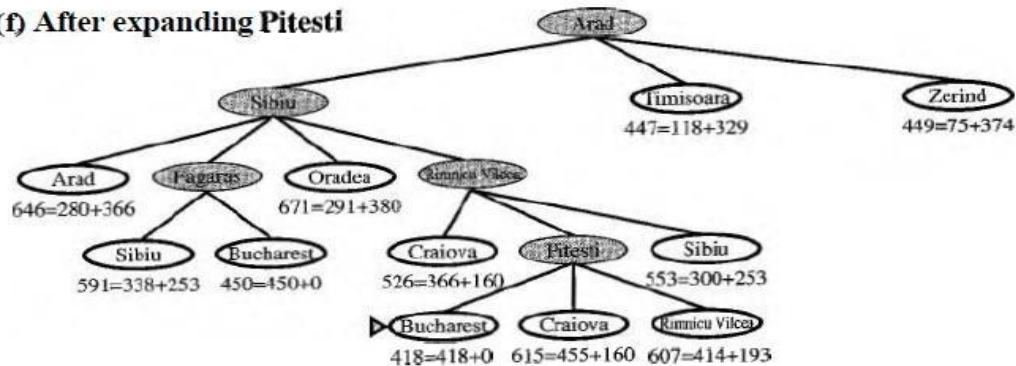 (f) After expanding Pitesti
Arad
Sibiu
Timisoara
Zerind
447=118+329
449=75+374
Arad
Fagaras
Oradea
Rimnicu Vilcea
646=280+366
671=291+380
Sibiu
Bucharest
Craiova
Pitesti
Sibiu
591=338+253
450=450+0
526=366+160
553=300+253
Bucharest
Craiova
Rimnicu Vilcea
418=418+0
615=455+160
607=414+193